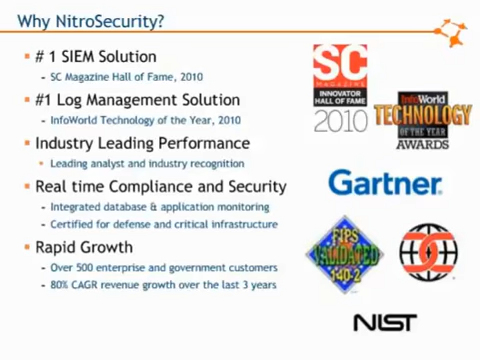 Why NitroSecurity?
# 1 SIEM Solution
- SC Magazine Hall of Fame, 2010
#1 Log Management Solution
- InfoWorld Technology of the Year, 2010
Industry Leading Performance
Leading analyst and industry recognition
Real time Compliance and Security
- Integrated database & application monitoring
- Certified for defense and critical infrastructure
Rapid Growth
- Over 500 enterprise and government customers
- 80% CAGR revenue growth over the last 3 years
SC
MAGAZINE
INNOVATOR
HALL OF FAME
2010
InfoWorld
TECHNOLOGY
OF THE YEAR
AWARDS
Gartner
FIPS
VALIDATED
140-2
NIST